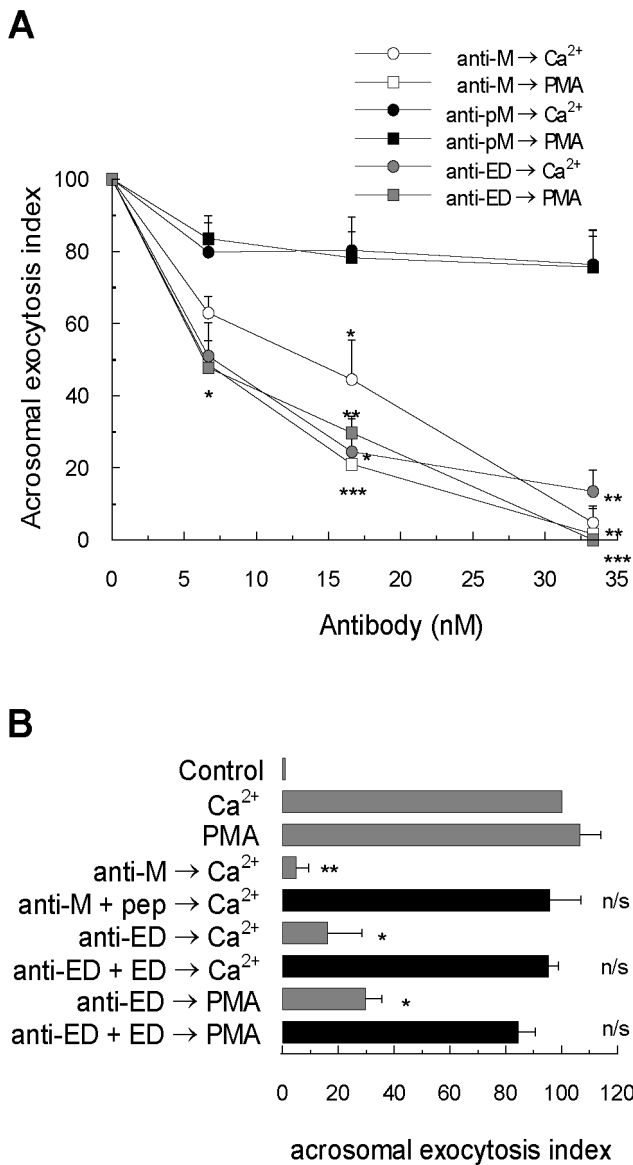 A
anti-M → Ca²⁺
anti-M → PMA
anti-pM → Ca²⁺
anti-pM → PMA
anti-ED → Ca²⁺
anti-ED → PMA
Acrosomal exocytosis index
100
80
60
40
20
0
*
*
**
*
***
**
**
***
0 5 10 15 20 25 30 35
Antibody (nM)
B
Control
Ca²⁺
PMA
anti-M → Ca²⁺ **
anti-M + pep → Ca²⁺ n/s
anti-ED → Ca²⁺ *
anti-ED + ED → Ca²⁺ n/s
anti-ED → PMA *
anti-ED + ED → PMA n/s
0 20 40 60 80 100 120
acrosomal exocytosis index